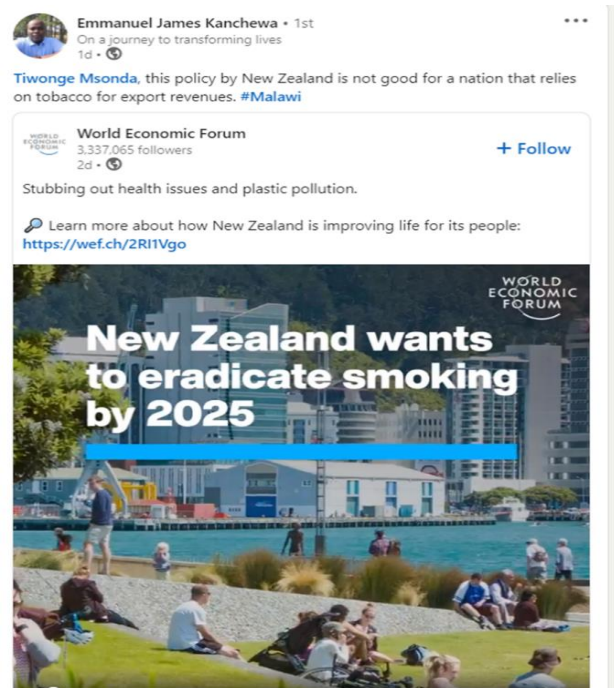 Emmanuel James Kanchewa • 1st
On a journey to transforming lives
1d •
Tiwonge Msonda, this policy by New Zealand is not good for a nation that relies
on tobacco for export revenues. #Malawi
WORLD
ECONOMIC
FORUM
World Economic Forum
3,337,065 followers
2d •
+ Follow
Stubbing out health issues and plastic pollution.
Learn more about how New Zealand is improving life for its people:
https://wef.ch/2RI1Vgo
WORLD
ECONOMIC
FORUM
New Zealand wants
to eradicate smoking
by 2025